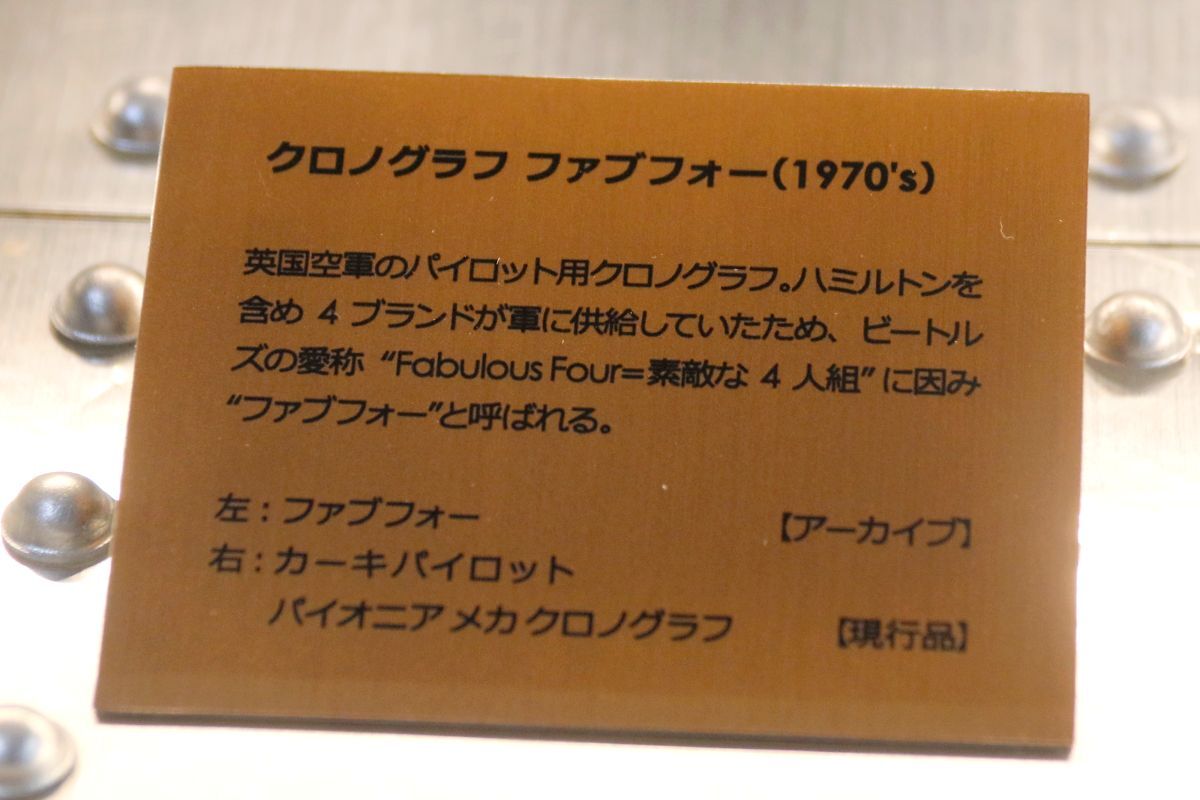 クロノグラフ ファブフォー(1970's)
英国空軍のパイロット用クロノグラフ。ハミルトンを
含め 4 ブランドが軍に供給していたため、ビートル
ズの愛称 “Fabulous Four=素敵な 4 人組” に因み
“ファブフォー”と呼ばれる。
左：ファブフォー 【アーカイブ】
右：カーキパイロット
パイオニア メカ クロノグラフ 【現行品】